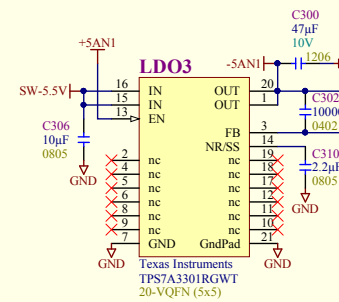 C300
47µF
10V
1206
+5AN1
-5AN1
LDO3
SW-5.5V
16 IN OUT 20
15 IN OUT 1
13 EN
FB 3
NR/SS 14
C302
0402
C306
10µF
0805
GND
C310
2.2µF
0805
GND
2 nc nc 19
4 nc nc 18
5 nc nc 17
6 nc nc 12
8 nc nc 11
9 nc nc 10
7 GND GndPad 21
GND
GND
Texas Instruments
TPS7A3301RGWT
20-VQFN (5x5)